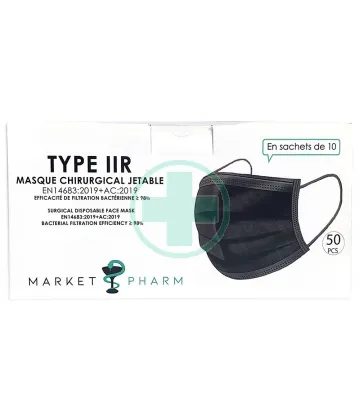 TYPE IIR
MASQUE CHIRURGICAL JETABLE
EN14683:2019+AC:2019
EFFICACITÉ DE FILTRATION BACTÉRIENNE ≥ 98%
SURGICAL DISPOSABLE FACE MASK
EN14683:2019+AC:2019
BACTERIAL FILTRATION EFFICIENCY ≥ 98%
En sachets de 10
50
PCS
MARKET PHARM